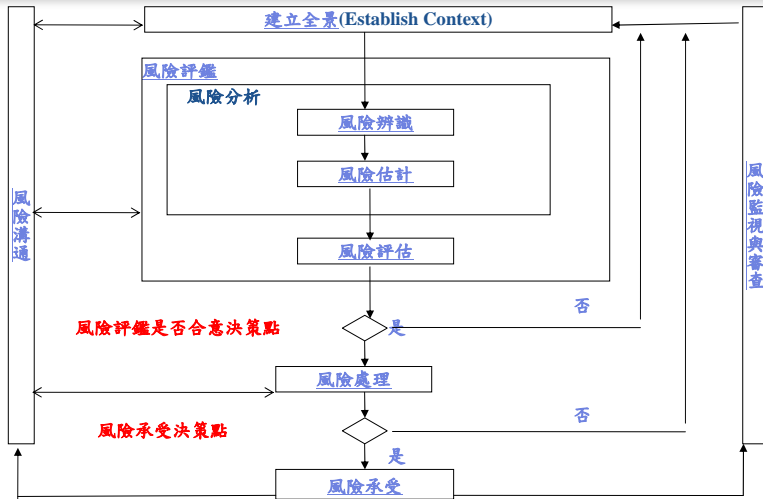 建立全景(Establish Context)
風險評鑑
風險分析
風險辨識
風險估計
風險評估
風險溝通
風險監視與審查
否
風險評鑑是否合意決策點
是
風險處理
否
風險承受決策點
是
風險承受